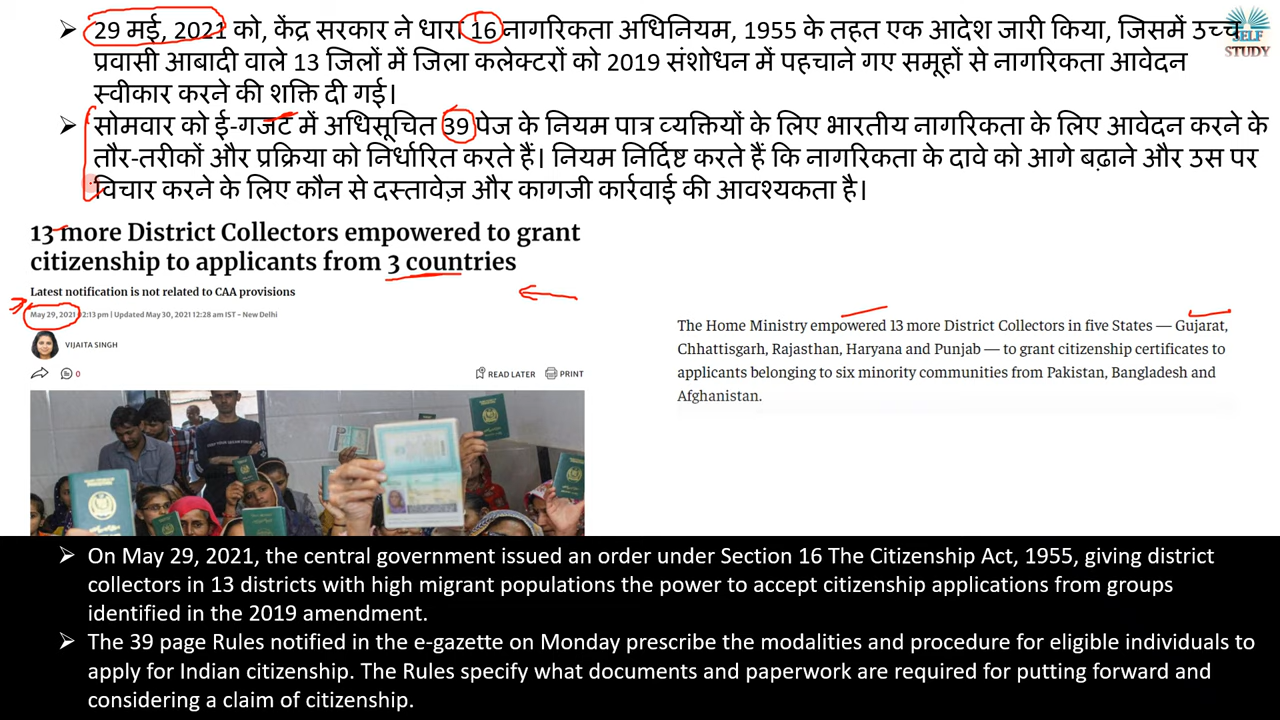 ➢ 29 मई, 2021 को, केंद्र सरकार ने धारा 16 नागरिकता अधिनियम, 1955 के तहत एक आदेश जारी किया, जिसमें उच्च
प्रवासी आबादी वाले 13 जिलों में जिला कलेक्टरों को 2019 संशोधन में पहचाने गए समूहों से नागरिकता आवेदन
स्वीकार करने की शक्ति दी गई।
➢ सोमवार को ई-गजट में अधिसूचित 39 पेज के नियम पात्र व्यक्तियों के लिए भारतीय नागरिकता के लिए आवेदन करने के
तौर-तरीकों और प्रक्रिया को निर्धारित करते हैं। नियम निर्दिष्ट करते हैं कि नागरिकता के दावे को आगे बढ़ाने और उस पर
विचार करने के लिए कौन से दस्तावेज़ और कागजी कार्रवाई की आवश्यकता है।
SELF
STUDY
13 more District Collectors empowered to grant
citizenship to applicants from 3 countries
Latest notification is not related to CAA provisions
May 29, 2021 02:13 pm | Updated May 30, 2021 12:28 am IST - New Delhi
VIJAITA SINGH
0
READ LATER
PRINT
The Home Ministry empowered 13 more District Collectors in five States — Gujarat,
Chhattisgarh, Rajasthan, Haryana and Punjab — to grant citizenship certificates to
applicants belonging to six minority communities from Pakistan, Bangladesh and
Afghanistan.
➢ On May 29, 2021, the central government issued an order under Section 16 The Citizenship Act, 1955, giving district
collectors in 13 districts with high migrant populations the power to accept citizenship applications from groups
identified in the 2019 amendment.
➢ The 39 page Rules notified in the e-gazette on Monday prescribe the modalities and procedure for eligible individuals to
apply for Indian citizenship. The Rules specify what documents and paperwork are required for putting forward and
considering a claim of citizenship.